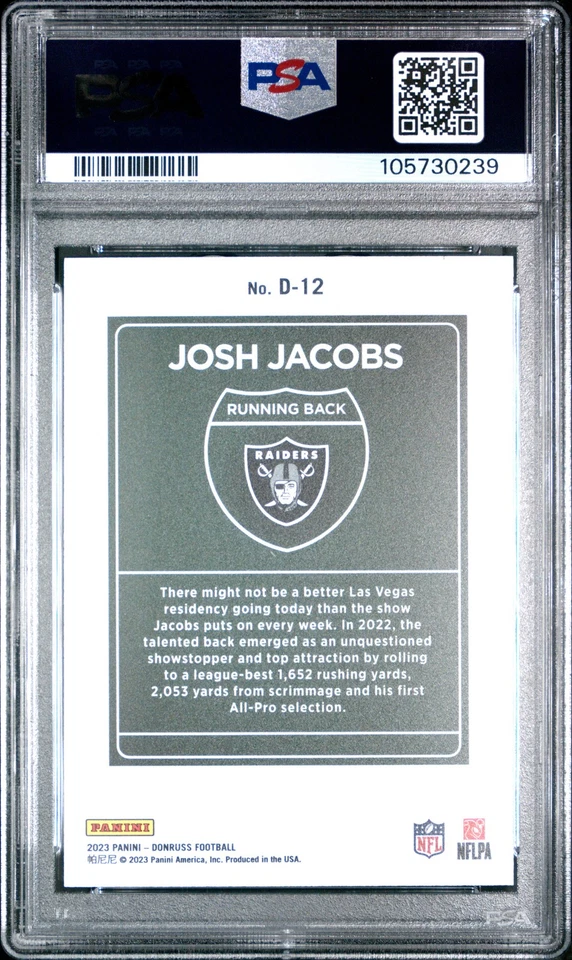 PSA
105730239
No. D-12
JOSH JACOBS
RUNNING BACK
RAIDERS
There might not be a better Las Vegas
residency going today than the show
Jacobs puts on every week. In 2022, the
talented back emerged as an unquestioned
showstopper and top attraction by rolling
to a league-best 1,652 rushing yards,
2,053 yards from scrimmage and his first
All-Pro selection.
PANINI
2023 PANINI – DONRUSS FOOTBALL
帕尼尼 © 2023 Panini America, Inc. Produced in the USA.
NFL
NFLPA
PSA